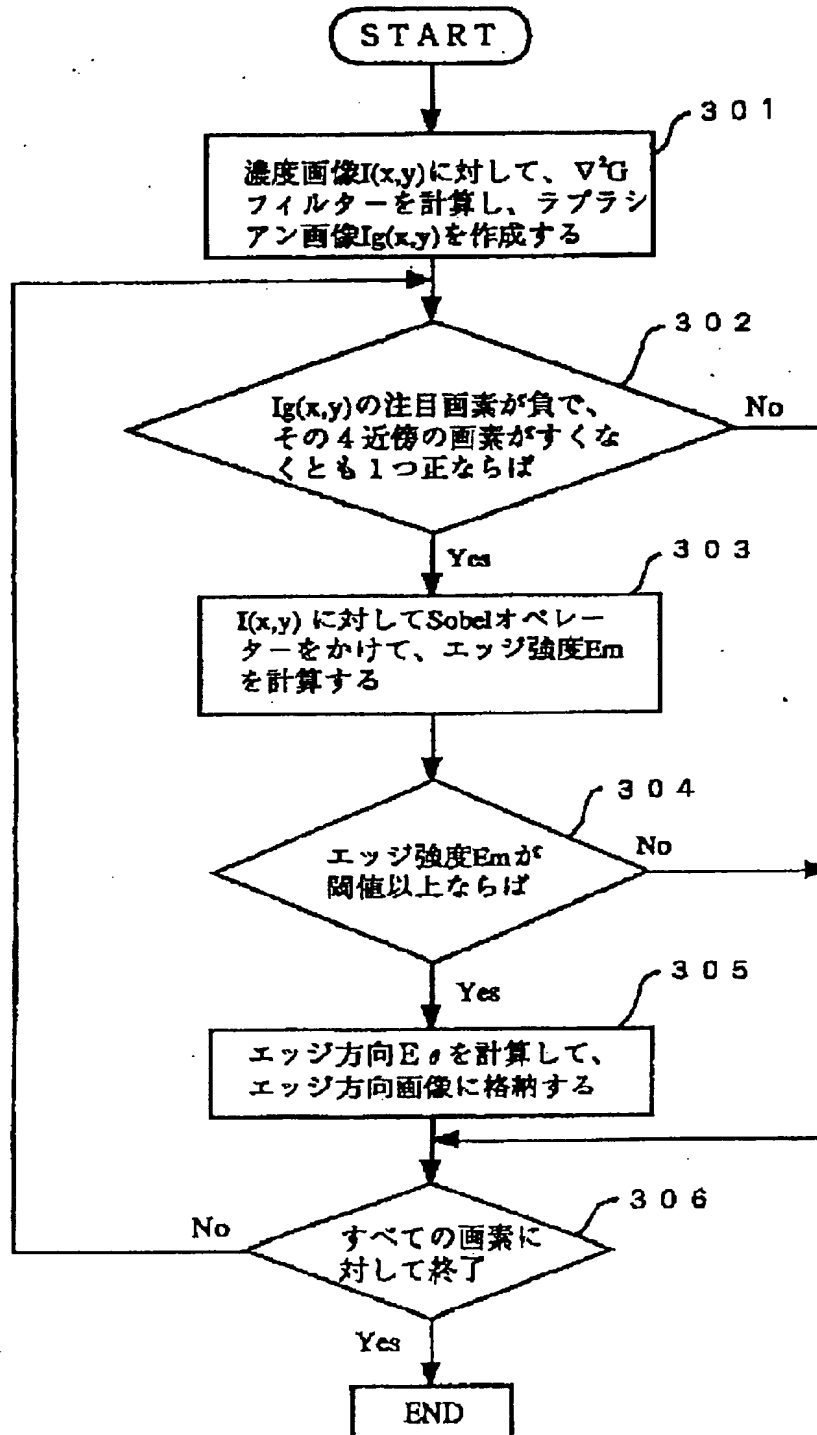 START
301
濃度画像I(x,y)に対して、∇²G
フィルターを計算し、ラプラシ
アン画像Ig(x,y)を作成する
302
Ig(x,y)の注目画素が負で、
その4近傍の画素がすくな
くとも1つ正ならば
No
Yes
303
I(x,y) に対してSobelオペレー
ターをかけて、エッジ強度Em
を計算する
304
エッジ強度Emが
閾値以上ならば
No
Yes
305
エッジ方向Eθを計算して、
エッジ方向画像に格納する
306
すべての画素に
対して終了
No
Yes
END